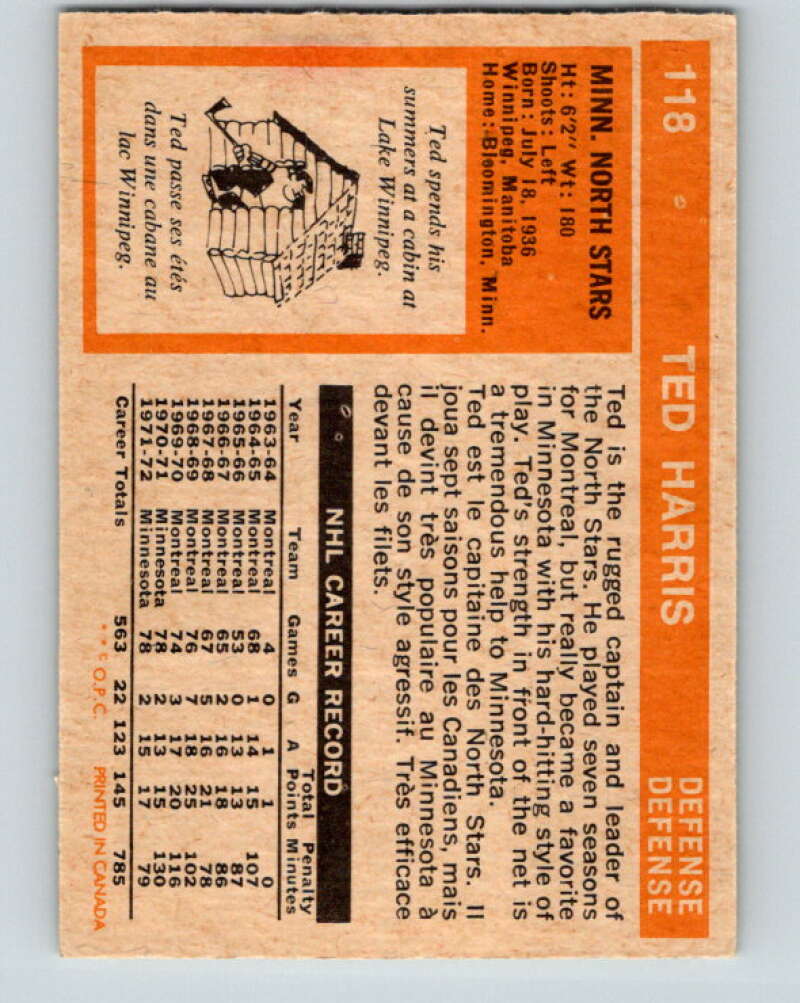 118 TED HARRIS DEFENSE
DEFENSE
MINN. NORTH STARS
Ht: 6'2" Wt: 180
Shoots: Left
Born: July 18, 1936
Winnipeg, Manitoba
Home: Bloomington, Minn.
Ted spends his
summers at a cabin at
Lake Winnipeg.
Ted passe ses étés
dans une cabane au
lac Winnipeg.
Ted is the rugged captain and leader of
the North Stars. He played seven seasons
for Montreal, but really became a favorite
in Minnesota with his hard-hitting style of
play. Ted's strength in front of the net is
a tremendous help to Minnesota.
Ted est le capitaine des North Stars. Il
joua sept saisons pour les Canadiens, mais
il devint très populaire au Minnesota à
cause de son style agressif. Très efficace
devant les filets.
NHL CAREER RECORD
Total Penalty
Year Team Games G A Points Minutes
1963-64 Montreal 4 0 1 1 0
1964-65 Montreal 68 1 14 15 107
1965-66 Montreal 53 0 13 13 87
1966-67 Montreal 65 2 16 18 86
1967-68 Montreal 67 5 16 21 78
1968-69 Montreal 76 7 18 25 102
1969-70 Montreal 74 3 17 20 116
1970-71 Minnesota 78 2 13 15 130
1971-72 Minnesota 78 2 15 17 79
Career Totals 563 22 123 145 785
**© O.P.C. PRINTED IN CANADA